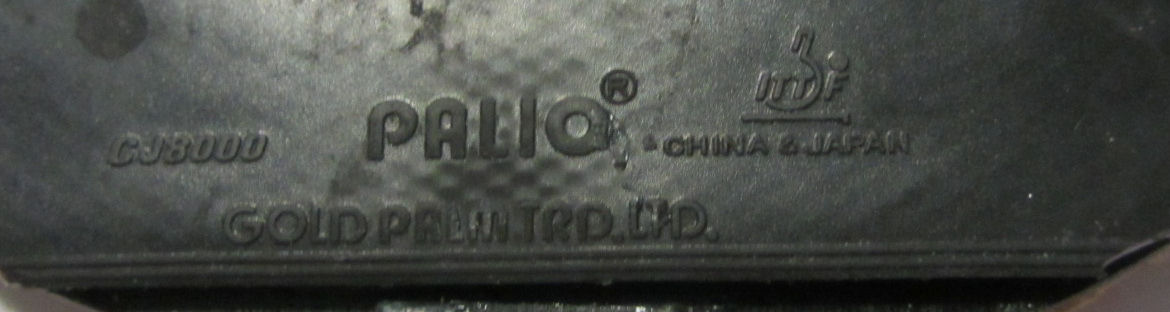 ITTF
CJ8000 PALIO® CHINA & JAPAN
GOLD PALM TRD. LTD.